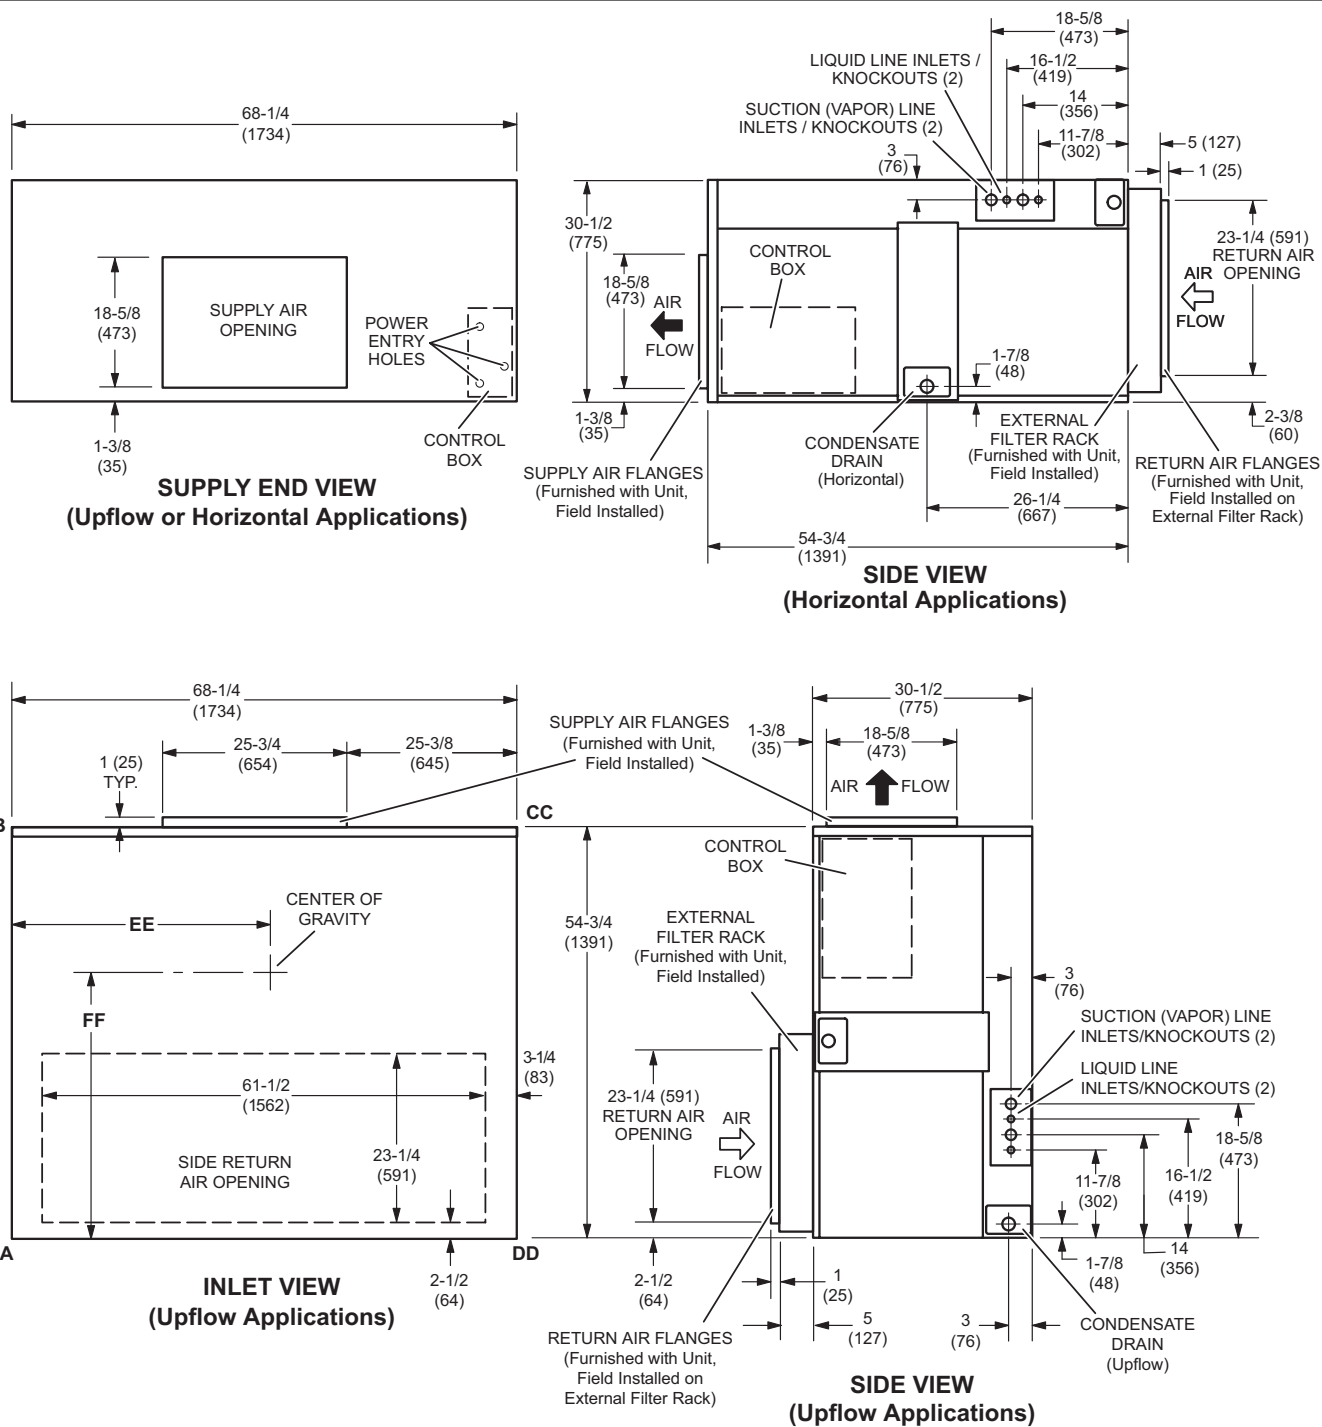 68-1/4
(1734)
18-5/8
(473)
SUPPLY AIR
OPENING
POWER
ENTRY
HOLES
1-3/8
(35)
CONTROL
BOX
SUPPLY END VIEW
(Upflow or Horizontal Applications)
18-5/8
(473)
LIQUID LINE INLETS /
KNOCKOUTS (2)
16-1/2
(419)
SUCTION (VAPOR) LINE
INLETS / KNOCKOUTS (2)
14
(356)
11-7/8
(302)
3
(76)
5 (127)
1 (25)
30-1/2
(775)
CONTROL
BOX
23-1/4 (591)
RETURN AIR
OPENING
18-5/8
(473)
AIR
FLOW
AIR
FLOW
1-7/8
(48)
1-3/8
(35)
2-3/8
(60)
SUPPLY AIR FLANGES
(Furnished with Unit,
Field Installed)
CONDENSATE
DRAIN
(Horizontal)
EXTERNAL
FILTER RACK
(Furnished with Unit,
Field Installed)
RETURN AIR FLANGES
(Furnished with Unit,
Field Installed on
External Filter Rack)
26-1/4
(667)
54-3/4
(1391)
SIDE VIEW
(Horizontal Applications)
68-1/4
(1734)
25-3/4
(654)
25-3/8
(645)
1 (25)
TYP.
SUPPLY AIR FLANGES
(Furnished with Unit,
Field Installed)
B
CC
EE
CENTER OF
GRAVITY
FF
61-1/2
(1562)
3-1/4
(83)
SIDE RETURN
AIR OPENING
23-1/4
(591)
A
DD
2-1/2
(64)
INLET VIEW
(Upflow Applications)
30-1/2
(775)
1-3/8
(35)
18-5/8
(473)
AIR FLOW
CONTROL
BOX
54-3/4
(1391)
EXTERNAL
FILTER RACK
(Furnished with Unit,
Field Installed)
3
(76)
SUCTION (VAPOR) LINE
INLETS/KNOCKOUTS (2)
LIQUID LINE
INLETS/KNOCKOUTS (2)
23-1/4 (591)
RETURN AIR
OPENING
AIR
FLOW
18-5/8
(473)
16-1/2
(419)
11-7/8
(302)
14
(356)
1-7/8
(48)
2-1/2
(64)
1
(25)
5
(127)
3
(76)
CONDENSATE
DRAIN
(Upflow)
RETURN AIR FLANGES
(Furnished with Unit,
Field Installed on
External Filter Rack)
SIDE VIEW
(Upflow Applications)